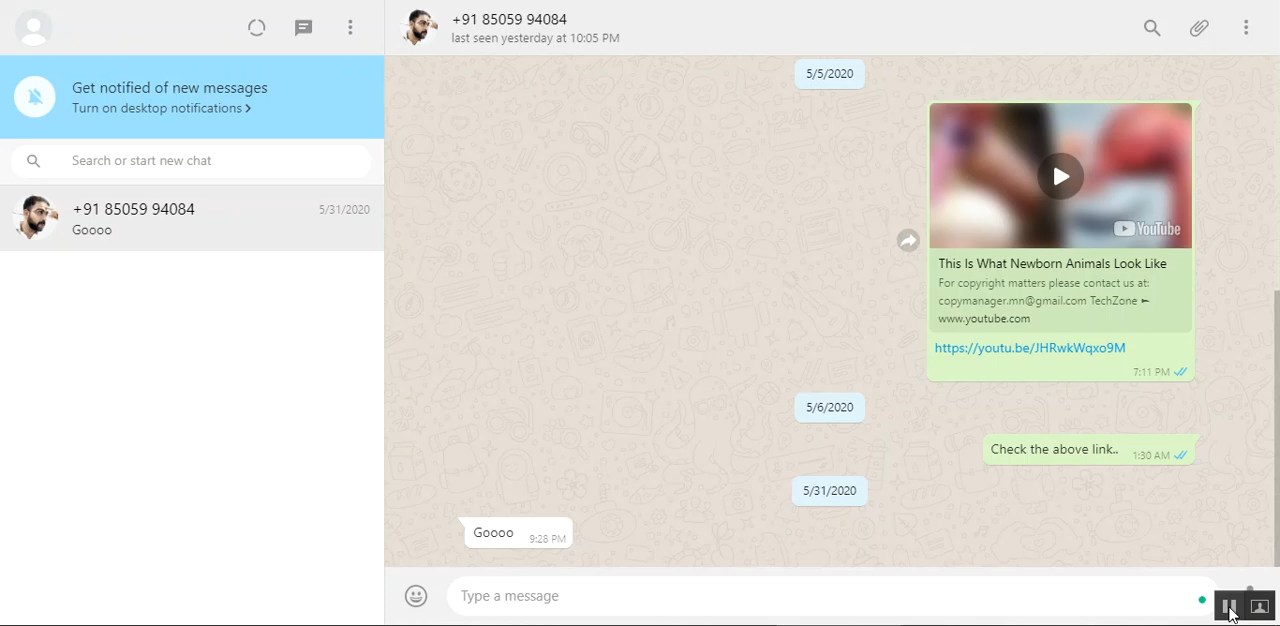 +91 85059 94084
last seen yesterday at 10:05 PM
Get notified of new messages
Turn on desktop notifications >
Search or start new chat
+91 85059 94084
5/31/2020
Goooo
5/5/2020
YouTube
This Is What Newborn Animals Look Like
For copyright matters please contact us at:
copymanager.mn@gmail.com TechZone ►
www.youtube.com
https://youtu.be/JHRwkWqxo9M
7:11 PM
5/6/2020
Check the above link..
1:30 AM
5/31/2020
Goooo
9:28 PM
Type a message